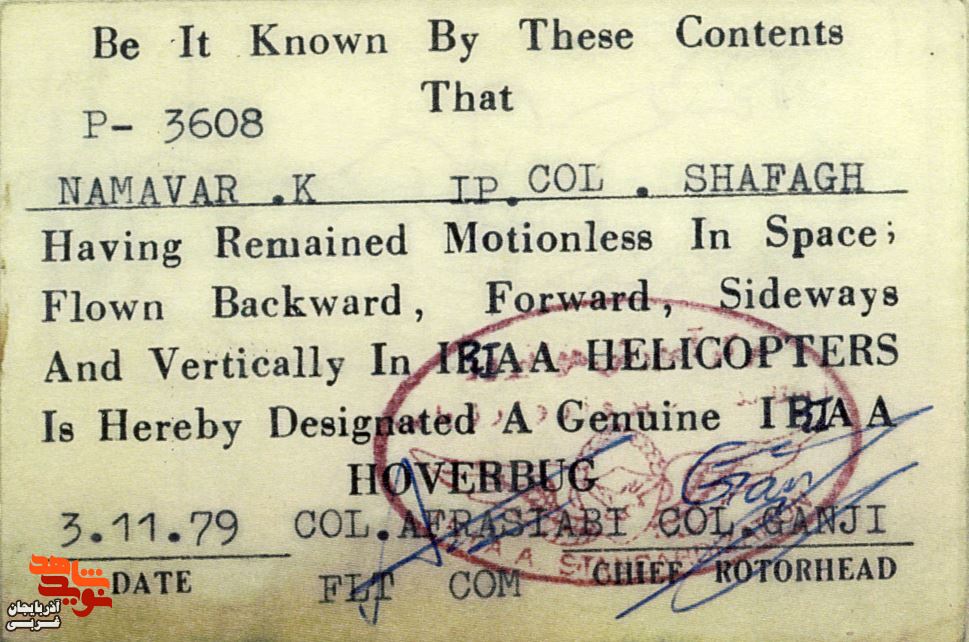 Be It Known By These Contents
That
P- 3608
NAMAVAR .K IP.COL . SHAFAGH
Having Remained Motionless In Space;
Flown Backward, Forward, Sideways
And Vertically In IRIAA HELICOPTERS
Is Hereby Designated A Genuine IRIAA
HOVERBUG
3.11.79 COL.AFRASIABI COL.GANJI
DATE FLT COM CHIEF ROTORHEAD
نوید شاهد
آذربایجان
غربی